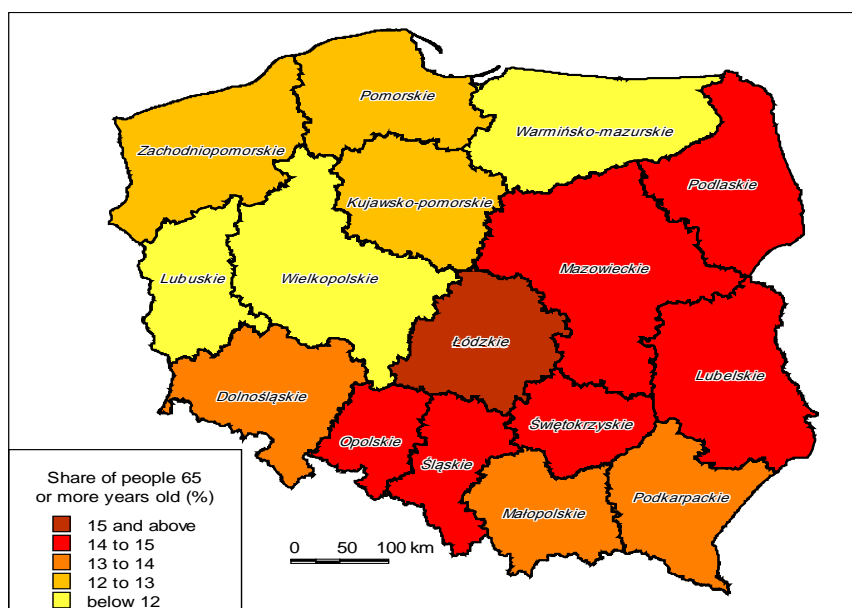 Pomorskie
Warmińsko-mazurskie
Zachodniopomorskie
Podlaskie
Kujawsko-pomorskie
Mazowieckie
Lubuskie
Wielkopolskie
Łódzkie
Lubelskie
Dolnośląskie
Świętokrzyskie
Opolskie
Śląskie
Podkarpackie
Małopolskie
Share of people 65
or more years old (%)
15 and above
14 to 15
13 to 14
12 to 13
below 12
0 50 100 km